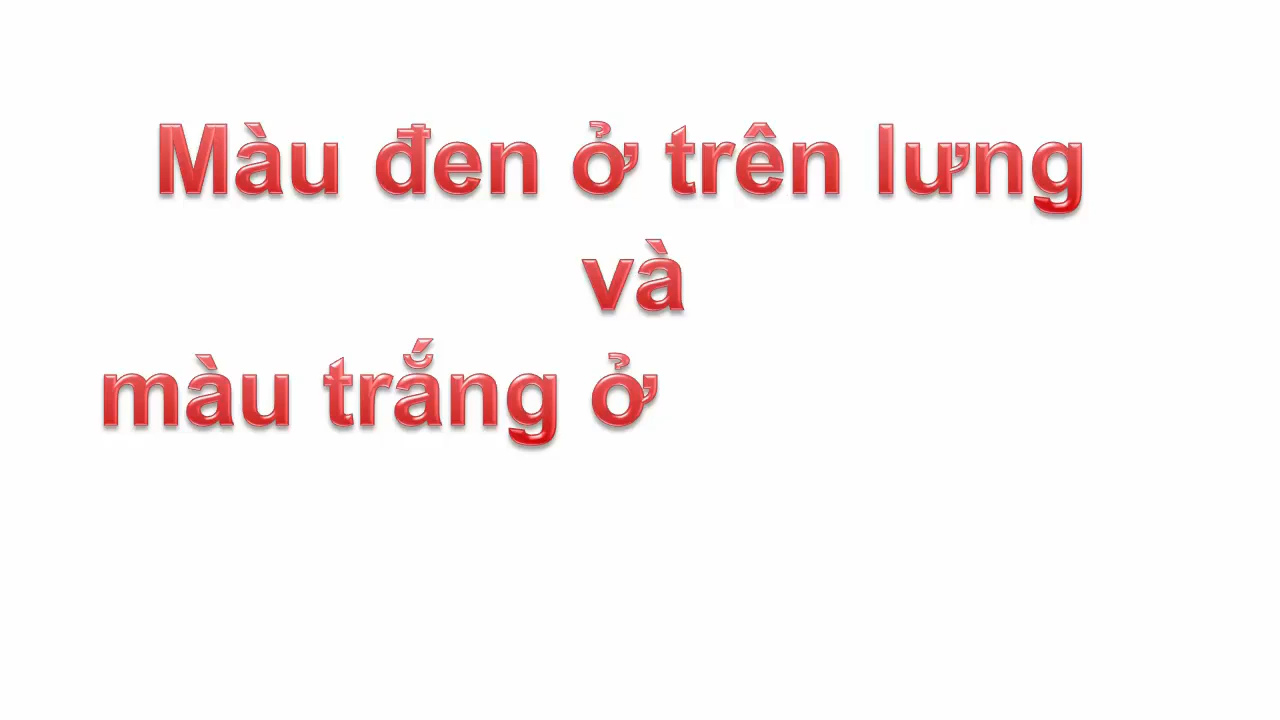 Màu đen ở trên lưng
và
màu trắng ở